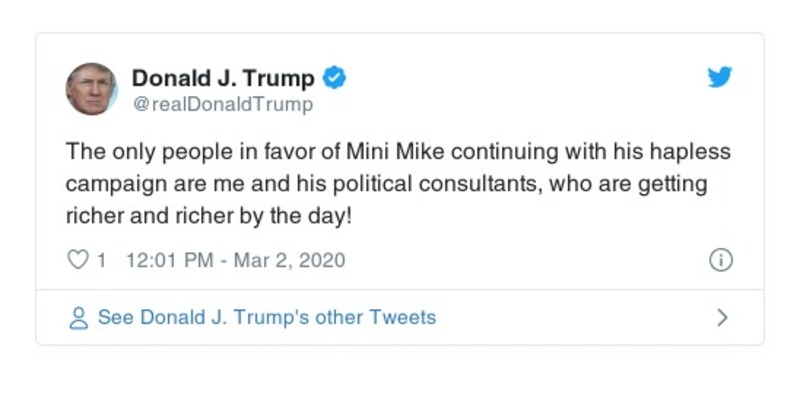 Donald J. Trump
@realDonaldTrump
The only people in favor of Mini Mike continuing with his hapless
campaign are me and his political consultants, who are getting
richer and richer by the day!
1 12:01 PM - Mar 2, 2020
See Donald J. Trump's other Tweets